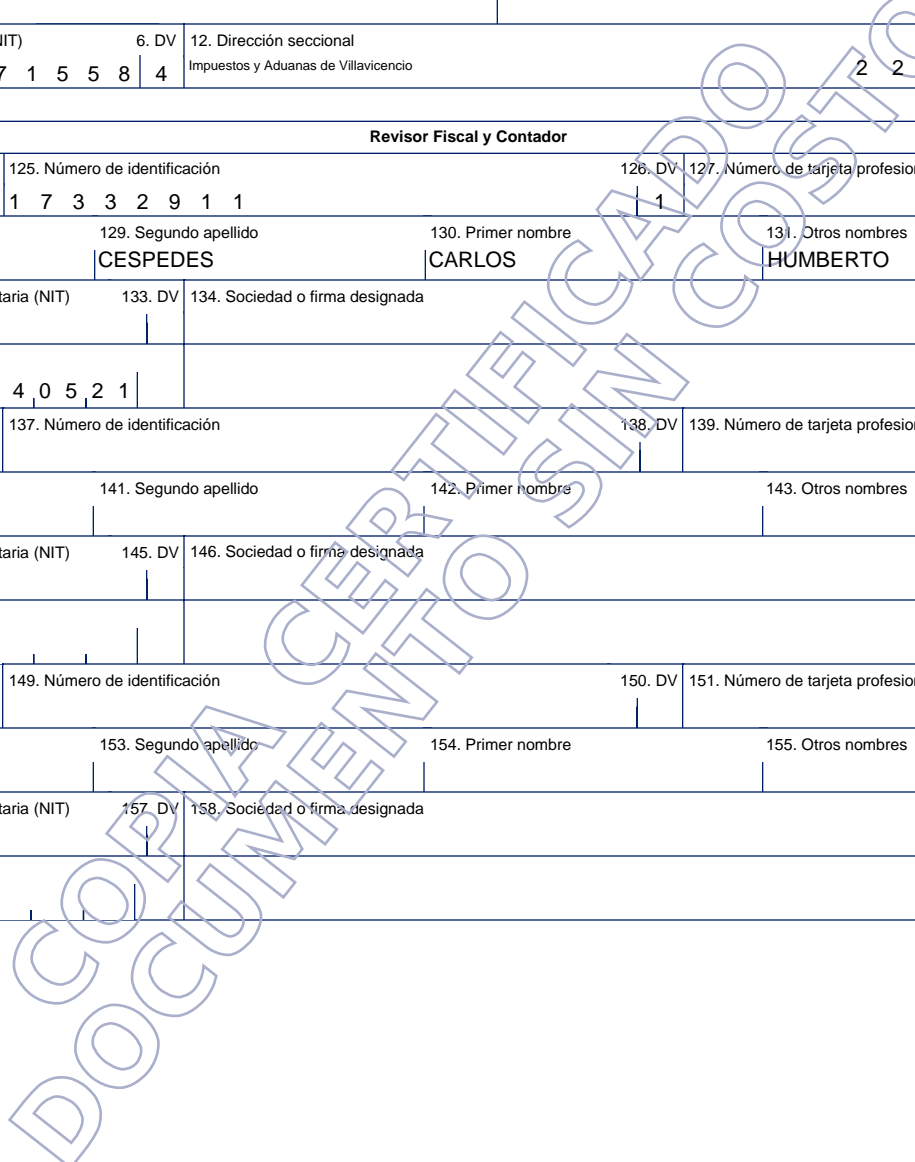 NIT) 6. DV 12. Dirección seccional
7 1 5 5 8 4 Impuestos y Aduanas de Villavicencio 2 2
Revisor Fiscal y Contador
125. Número de identificación 126. DV 127. Número de tarjeta profesion
1 7 3 3 2 9 1 1 1
129. Segundo apellido 130. Primer nombre 131. Otros nombres
CESPEDES CARLOS HUMBERTO
taria (NIT) 133. DV 134. Sociedad o firma designada
4 0 5 2 1
137. Número de identificación 138. DV 139. Número de tarjeta profesion
141. Segundo apellido 142. Primer nombre 143. Otros nombres
taria (NIT) 145. DV 146. Sociedad o firma designada
149. Número de identificación 150. DV 151. Número de tarjeta profesion
153. Segundo apellido 154. Primer nombre 155. Otros nombres
taria (NIT) 157. DV 158. Sociedad o firma designada
COPIA CERTIFICADO
DOCUMENTO SIN COSTO